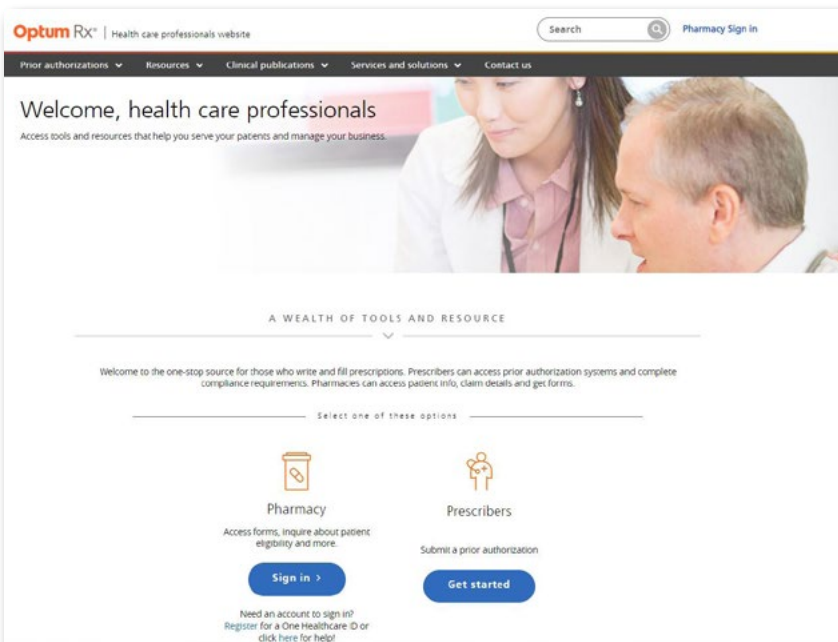 Optum Rx® | Health care professionals website
Search
Pharmacy Sign in
Prior authorizations
Resources
Clinical publications
Services and solutions
Contact us
Welcome, health care professionals
Access tools and resources that help you serve your patients and manage your business.
A WEALTH OF TOOLS AND RESOURCE
Welcome to the one-stop source for those who write and fill prescriptions. Prescribers can access prior authorization systems and complete
compliance requirements. Pharmacies can access patient info, claim details and get forms.
Select one of these options
Pharmacy
Access forms, inquire about patient
eligibility and more.
Sign in >
Need an account to sign in?
Register for a One Healthcare ID or
click here for help!
Prescribers
Submit a prior authorization
Get started